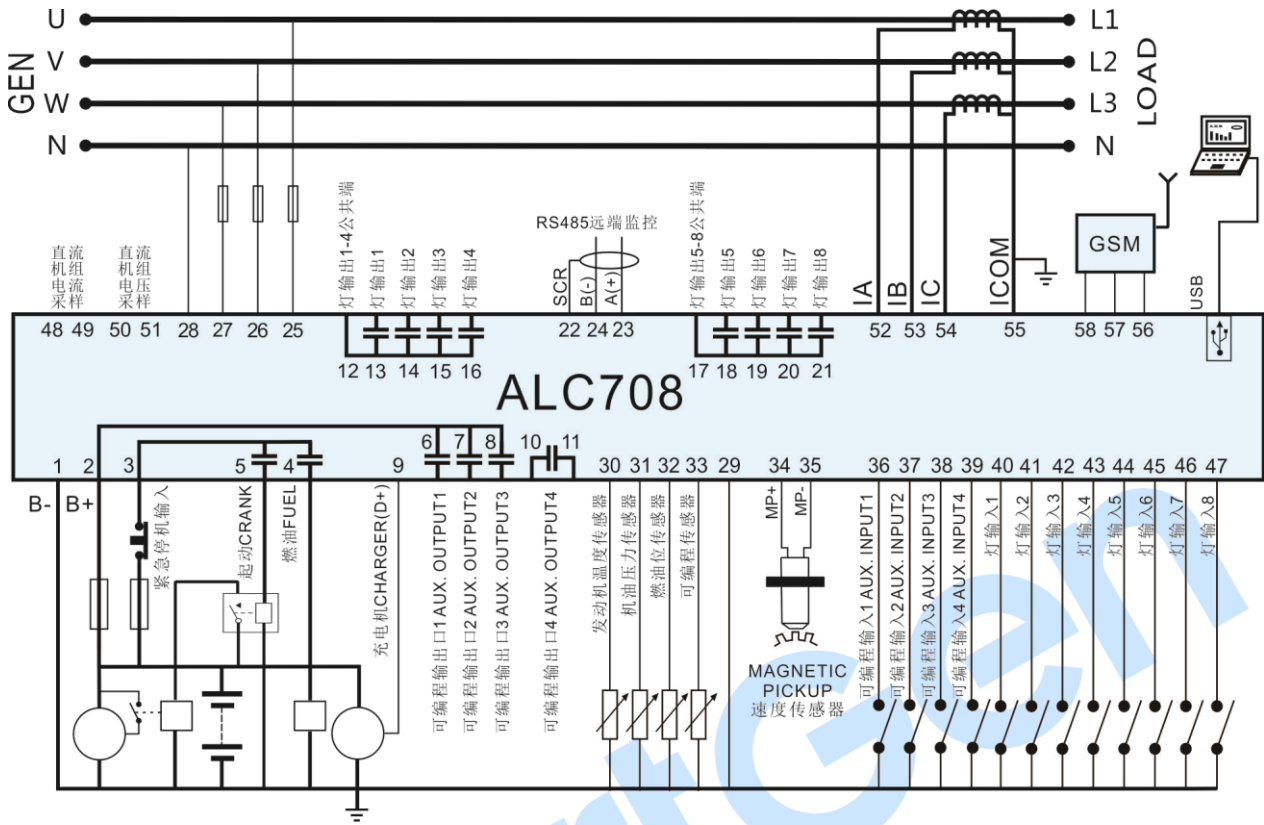 GEN
U
V
W
N
L1
L2
L3
N
LOAD
直流机组电流采样
直流机组电压采样
灯输出1-4公共端
灯输出1
灯输出2
灯输出3
灯输出4
RS485远端监控
SCR
B(-)
A(+)
灯输出5-8公共端
灯输出5
灯输出6
灯输出7
灯输出8
IA
IB
IC
ICOM
GSM
USB
48 49 50 51 28 27 26 25 22 24 23 52 53 54 55 58 57 56
12 13 14 15 16 17 18 19 20 21
ALC708
6 7 8 10 11
1 2 3 5 4 9 30 31 32 33 29 34 35 36 37 38 39 40 41 42 43 44 45 46 47
B-
B+
紧急停机输入
起动CRANK
燃油FUEL
充电机CHARGER(D+)
可编程输出口1 AUX. OUTPUT1
可编程输出口2 AUX. OUTPUT2
可编程输出口3 AUX. OUTPUT3
可编程输出口4 AUX. OUTPUT4
发动机温度传感器
机油压力传感器
燃油位传感器
可编程传感器
MP+
MP-
MAGNETIC
PICKUP
速度传感器
可编程输入1 AUX. INPUT1
可编程输入2 AUX. INPUT2
可编程输入3 AUX. INPUT3
可编程输入4 AUX. INPUT4
灯输入1
灯输入2
灯输入3
灯输入4
灯输入5
灯输入6
灯输入7
灯输入8